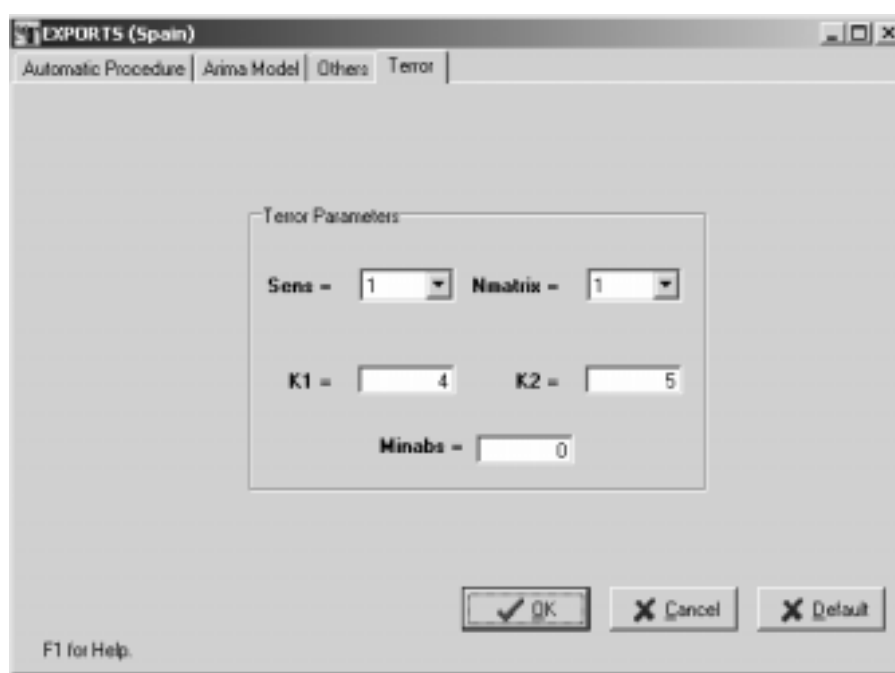 EXPORTS (Spain)
Automatic Procedure Arima Model Others Terror
Terror Parameters
Sens = 1 Nmatrix = 1
K1 = 4 K2 = 5
Minabs = 0
OK Cancel Default
F1 for Help.